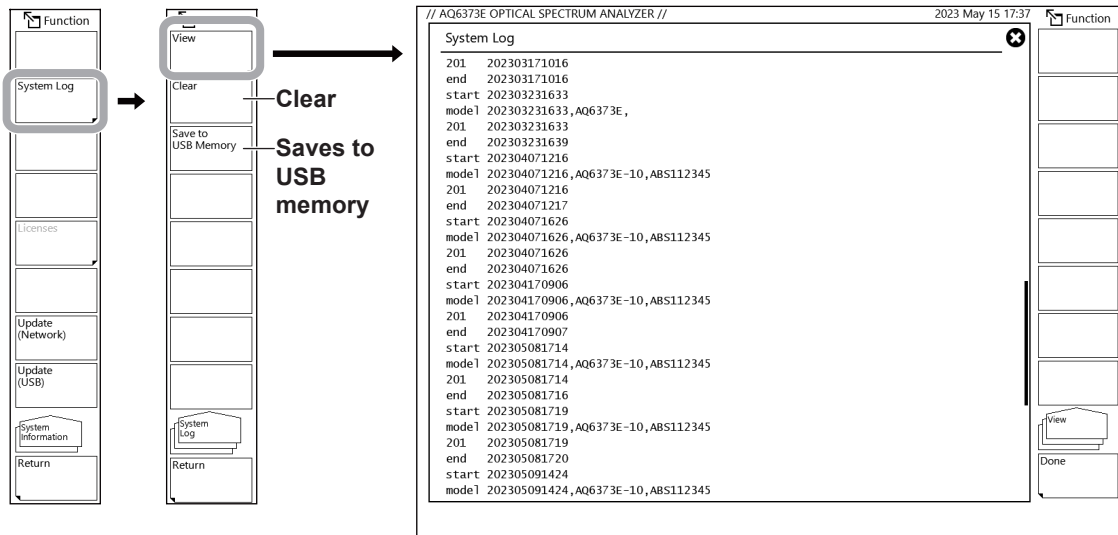 Function
System Log
Licenses
Update
(Network)
Update
(USB)
System
Information
Return
View
Clear
Save to
USB Memory
System
Log
Return
Clear
Saves to
USB
memory
// AQ6373E OPTICAL SPECTRUM ANALYZER // 2023 May 15 17:37
System Log
201 202303171016
end 202303171016
start 202303231633
model 202303231633,AQ6373E,
201 202303231633
end 202303231639
start 202304071216
model 202304071216,AQ6373E-10,ABS112345
201 202304071216
end 202304071217
start 202304071626
model 202304071626,AQ6373E-10,ABS112345
201 202304071626
end 202304071626
start 202304170906
model 202304170906,AQ6373E-10,ABS112345
201 202304170906
end 202304170907
start 202305081714
model 202305081714,AQ6373E-10,ABS112345
201 202305081714
end 202305081716
start 202305081719
model 202305081719,AQ6373E-10,ABS112345
201 202305081719
end 202305081720
start 202305091424
model 202305091424,AQ6373E-10,ABS112345
Function
View
Done